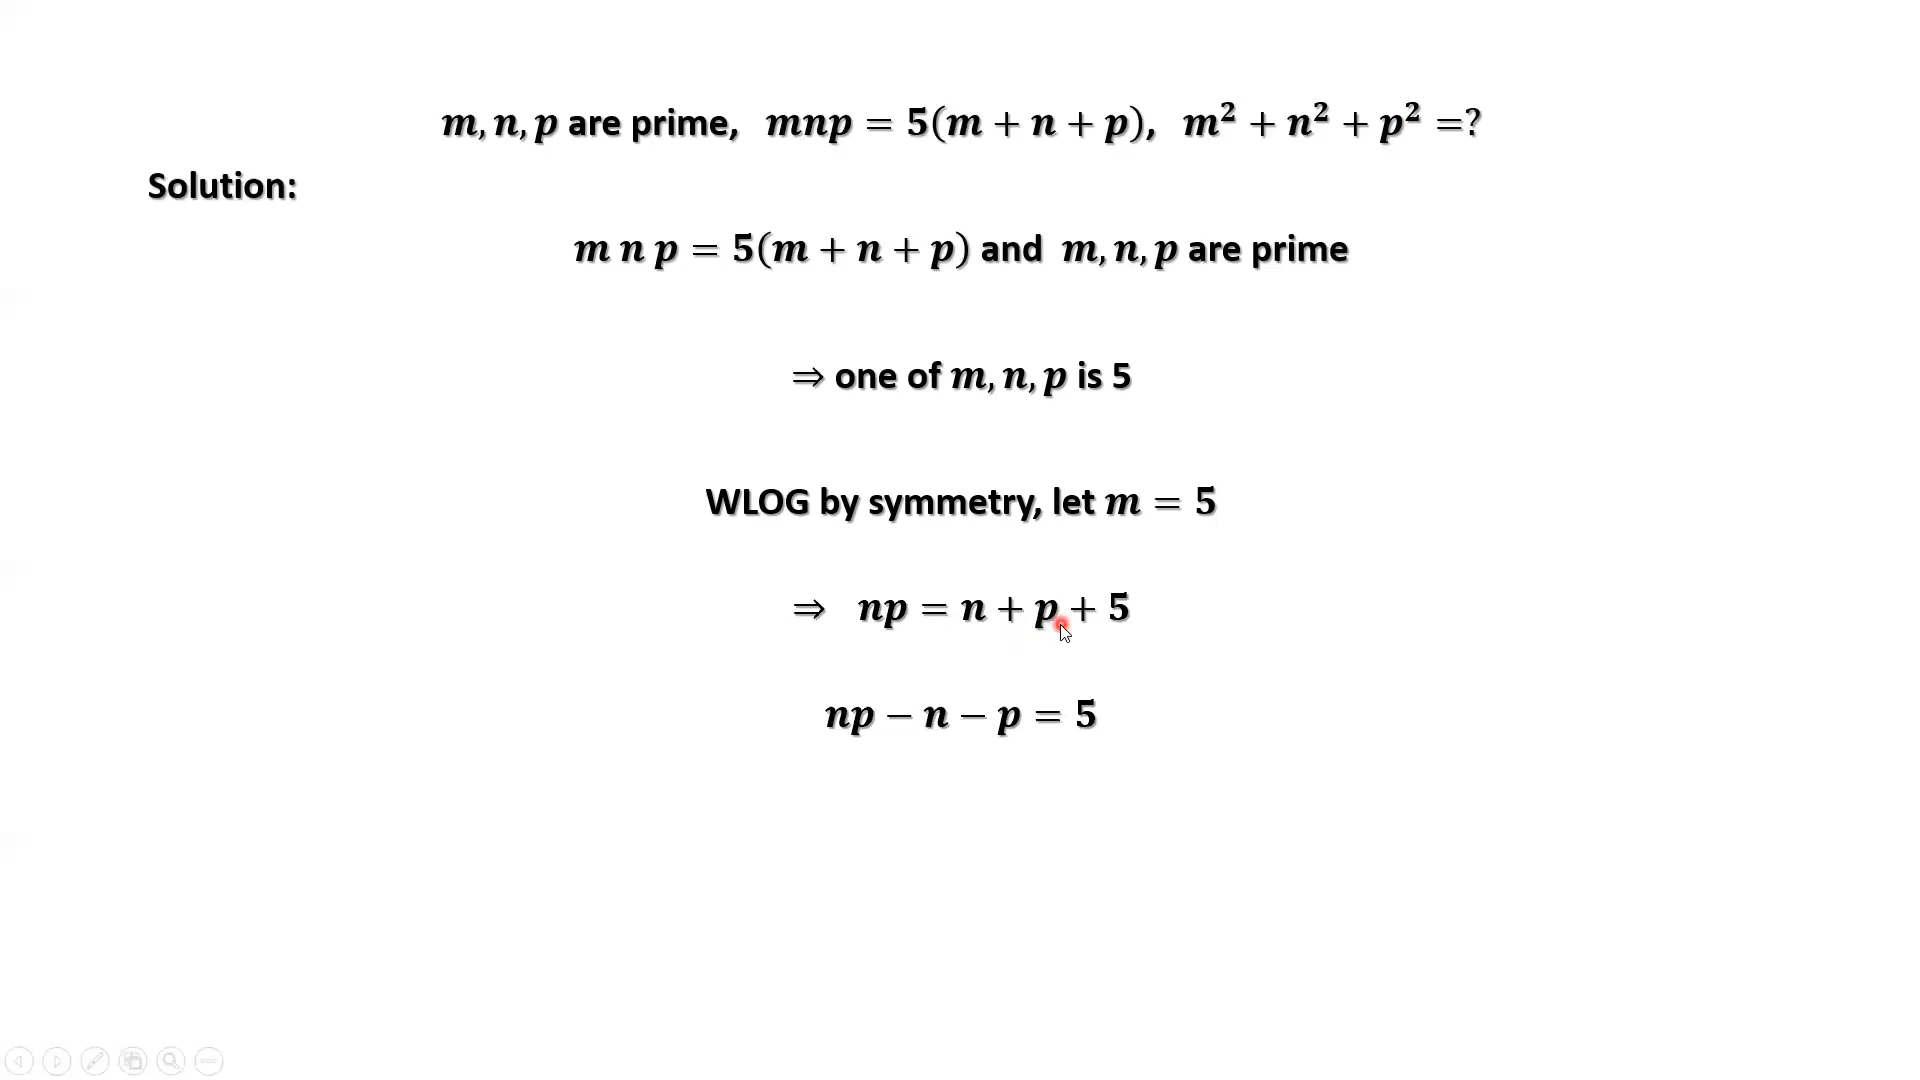 m, n, p are prime, mnp = 5(m + n + p), m² + n² + p² =?
Solution:
m n p = 5(m + n + p) and m, n, p are prime
⇒ one of m, n, p is 5
WLOG by symmetry, let m = 5
⇒ np = n + p + 5
np − n − p = 5